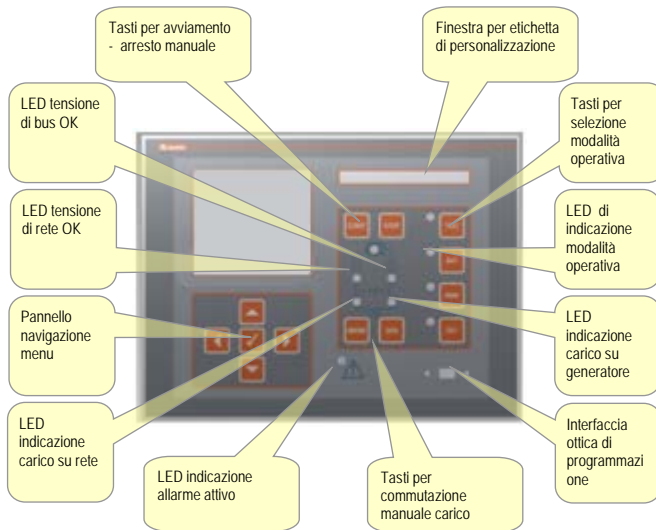 Tasti per avviamento
- arresto manuale
Finestra per etichetta
di personalizzazione
LED tensione
di bus OK
Tasti per
selezione
modalità
operativa
LED tensione
di rete OK
LED di
indicazione
modalità
operativa
Pannello
navigazione
menu
LED
indicazione
carico su
generatore
LED
indicazione
carico su rete
Interfaccia
ottica di
programmazi
one
LED indicazione
allarme attivo
Tasti per
commutazione
manuale carico